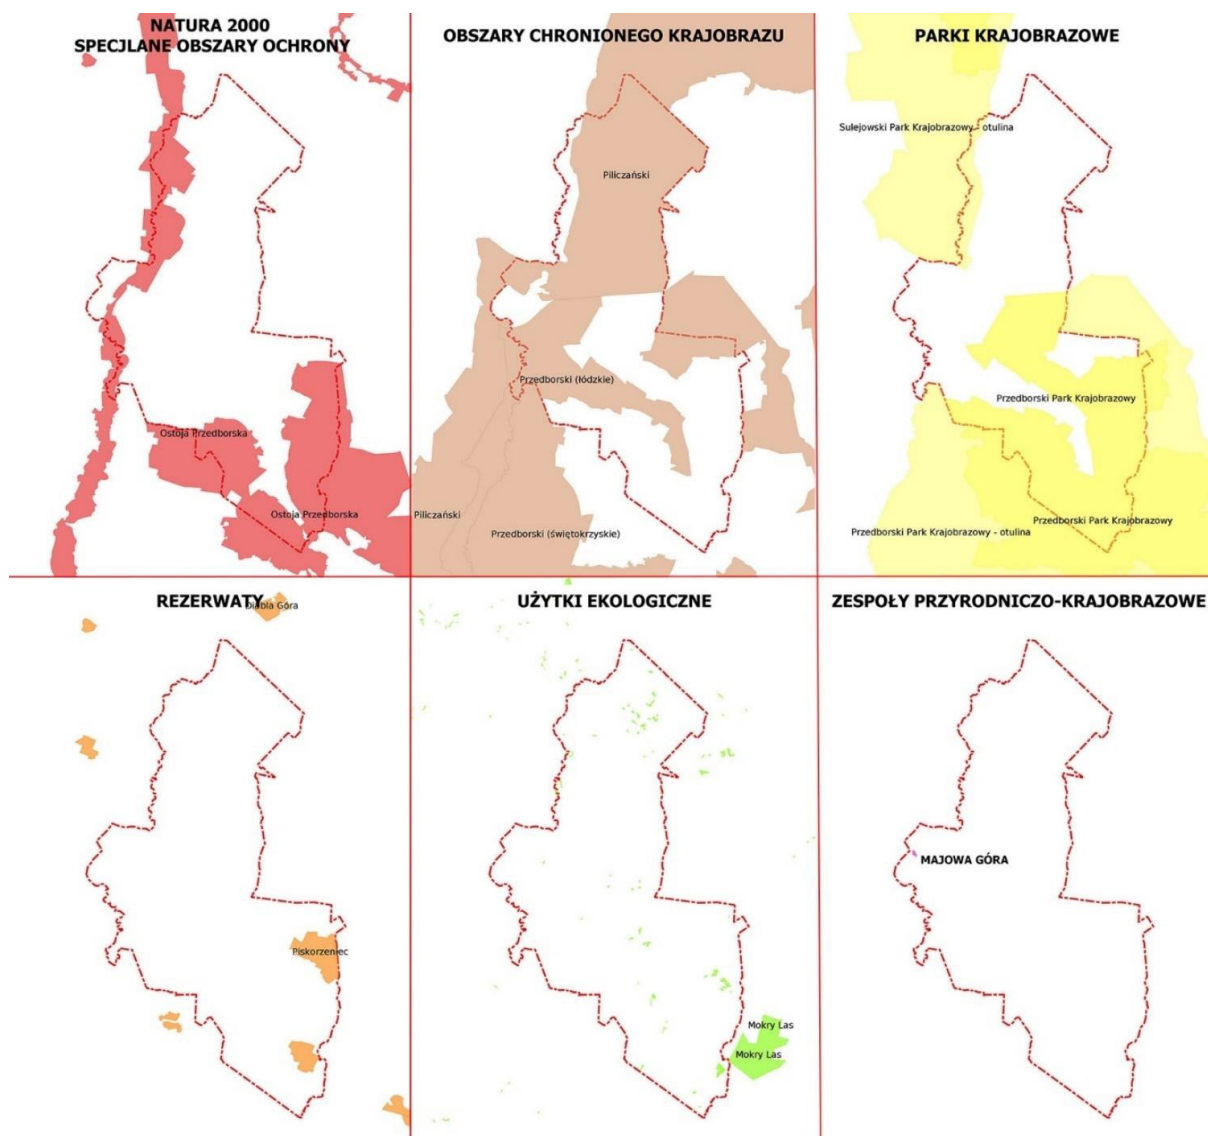 NATURA 2000
SPECJLANE OBSZARY OCHRONY
Ostoja Przedborska
Ostoja Przedborska
OBSZARY CHRONIONEGO KRAJOBRAZU
Piliczański
Przedborski (łódzkie)
Piliczański
Przedborski (świętokrzyskie)
PARKI KRAJOBRAZOWE
Sulejowski Park Krajobrazowy - otulina
Przedborski Park Krajobrazowy
Przedborski Park Krajobrazowy
Przedborski Park Krajobrazowy - otulina
REZERWATY
Diabla Góra
Piskorzeniec
UŻYTKI EKOLOGICZNE
Mokry Las
Mokry Las
ZESPOŁY PRZYRODNICZO-KRAJOBRAZOWE
MAJOWA GÓRA